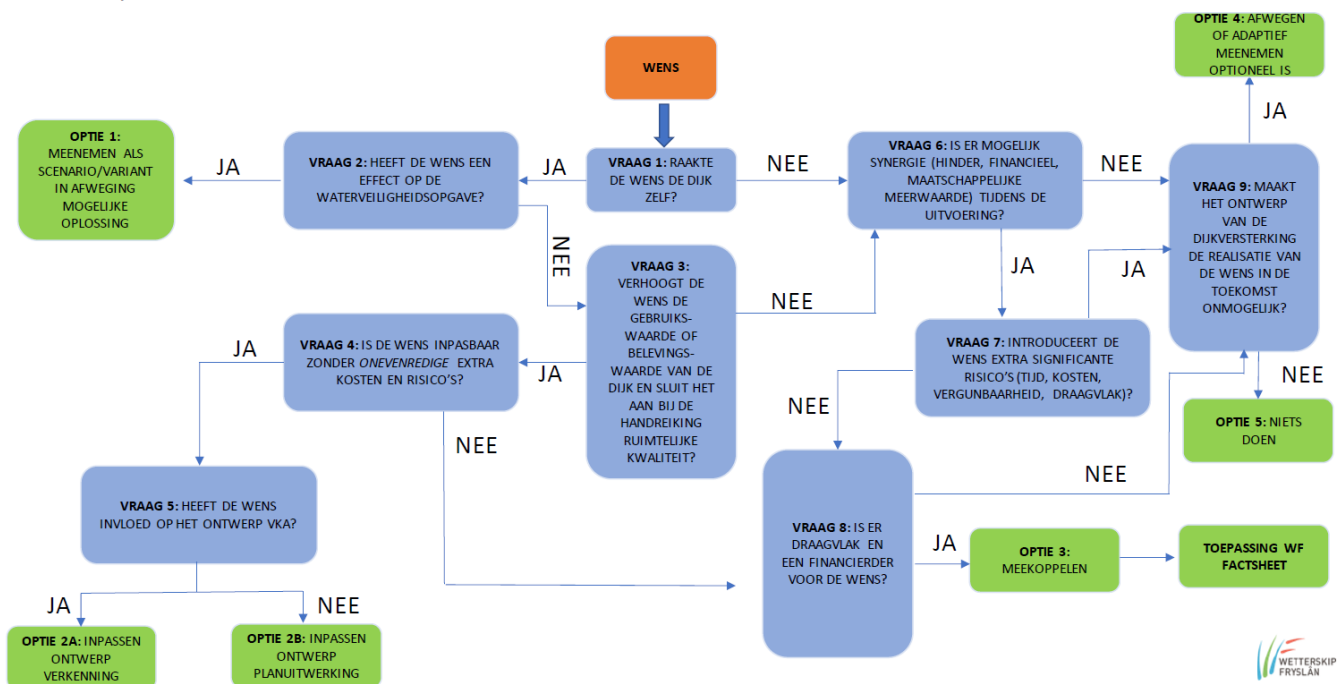 WENS
OPTIE 4: AFWEGEN
OF ADAPTIEF
MEENEMEN
OPTIONEEL IS
JA
OPTIE 1:
MEENEMEN ALS
SCENARIO/VARIANT
IN AFWEGING
MOGELIJKE
OPLOSSING
JA
VRAAG 2: HEEFT DE WENS EEN
EFFECT OP DE
WATERVEILIGHEIDSOPGAVE?
JA
VRAAG 1: RAAKTE
DE WENS DE DIJK
ZELF?
NEE
VRAAG 6: IS ER MOGELIJK
SYNERGIE (HINDER, FINANCIEEL,
MAATSCHAPPELIJKE
MEERWAARDE) TIJDENS DE
UITVOERING?
NEE
VRAAG 9: MAAKT
HET ONTWERP
VAN DE
DIJKVERSTERKING
DE REALISATIE VAN
DE WENS IN DE
TOEKOMST
ONMOGELIJK?
NEE
VRAAG 3:
VERHOOGT DE
WENS DE
GEBRUIKS-
WAARDE OF
BELEVINGS-
WAARDE VAN DE
DIJK EN SLUIT HET
AAN BIJ DE
HANDREIKING
RUIMTELIJKE
KWALITEIT?
NEE
JA
JA
VRAAG 4: IS DE WENS INPASBAAR
ZONDER ONEVENREDIGE EXTRA
KOSTEN EN RISICO'S?
JA
JA
NEE
VRAAG 7: INTRODUCEERT DE
WENS EXTRA SIGNIFICANTE
RISICO'S (TIJD, KOSTEN,
VERGUNBAARHEID, DRAAGVLAK)?
NEE
NEE
OPTIE 5: NIETS
DOEN
VRAAG 5: HEEFT DE WENS
INVLOED OP HET ONTWERP VKA?
VRAAG 8: IS ER
DRAAGVLAK EN
EEN FINANCIERDER
VOOR DE WENS?
NEE
JA
OPTIE 3:
MEEKOPPELEN
TOEPASSING WF
FACTSHEET
JA
NEE
OPTIE 2A: INPASSEN
ONTWERP
VERKENNING
OPTIE 2B: INPASSEN
ONTWERP
PLANUITWERKING
WETTERSKIP
FRYSLÂN